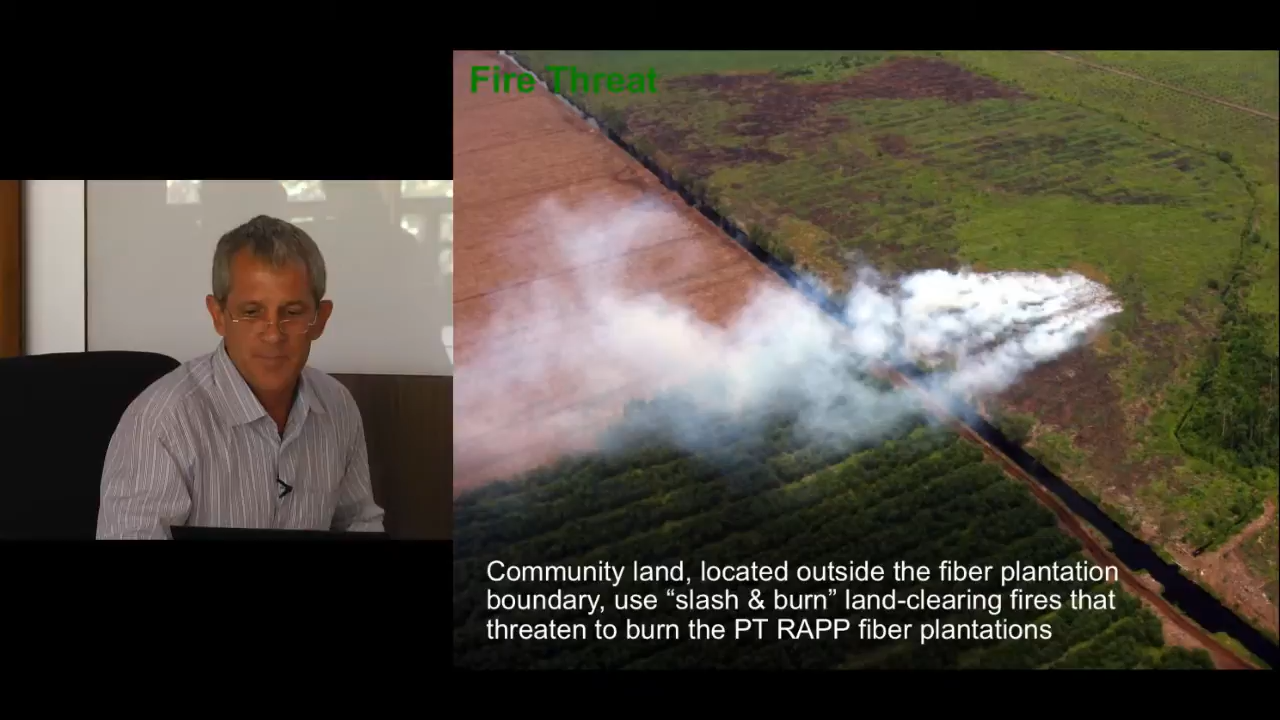 Fire Threat
Community land, located outside the fiber plantation
boundary, use “slash & burn” land-clearing fires that
threaten to burn the PT RAPP fiber plantations